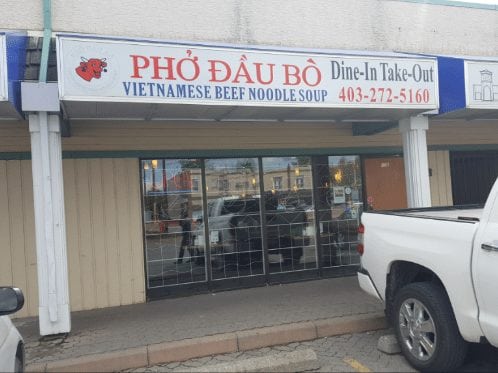 PHỞ ĐẦU BÒ
VIETNAMESE BEEF NOODLE SOUP
Dine-In Take-Out
403-272-5160